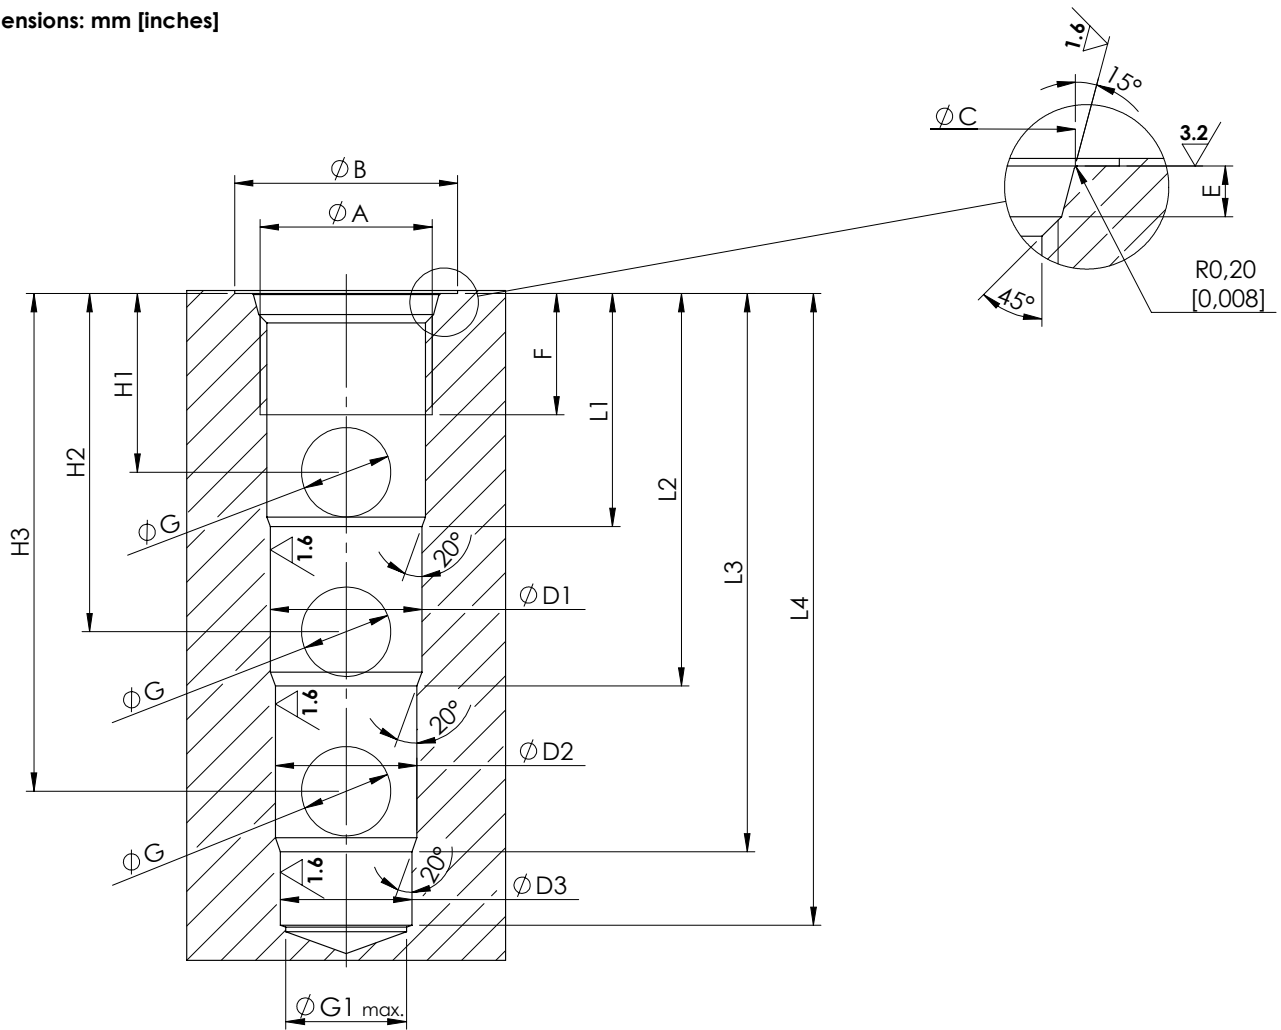 ensions: mm [inches]
1.6
15°
⌀C
3.2
E
R0,20
[0,008]
45°
⌀B
⌀A
F
H1
L1
H2
L2
⌀G
1.6
20°
H3
L3
⌀D1
L4
⌀G
1.6
20°
⌀D2
⌀G
1.6
20°
⌀D3
⌀G1 max.